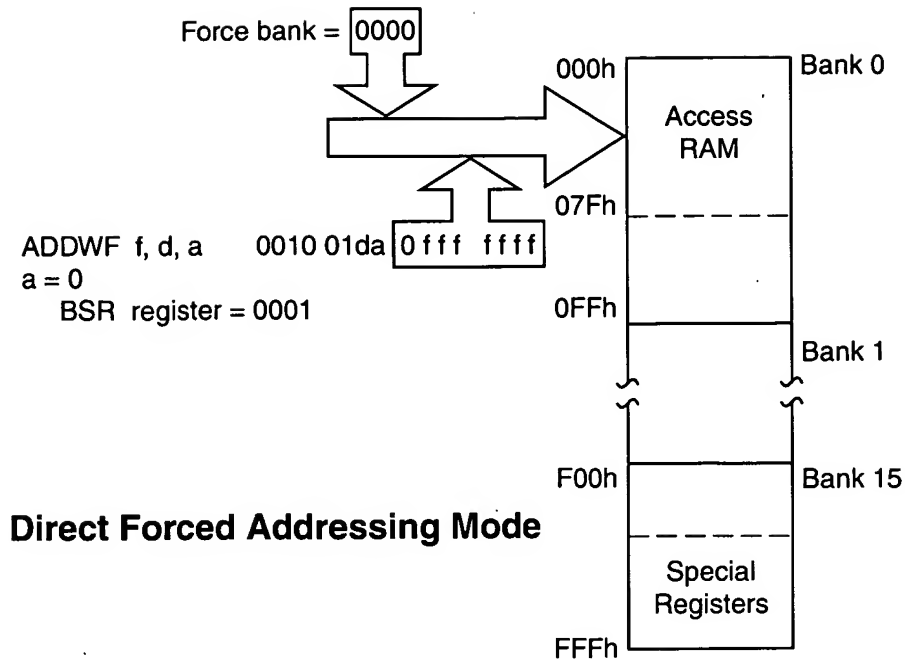 Force bank = 0000
000h
Bank 0
Access
RAM
07Fh
ADDWF f, d, a 0010 01da 0fff ffff
a = 0
BSR register = 0001
0FFh
Bank 1
F00h
Bank 15
Direct Forced Addressing Mode
Special
Registers
FFFh